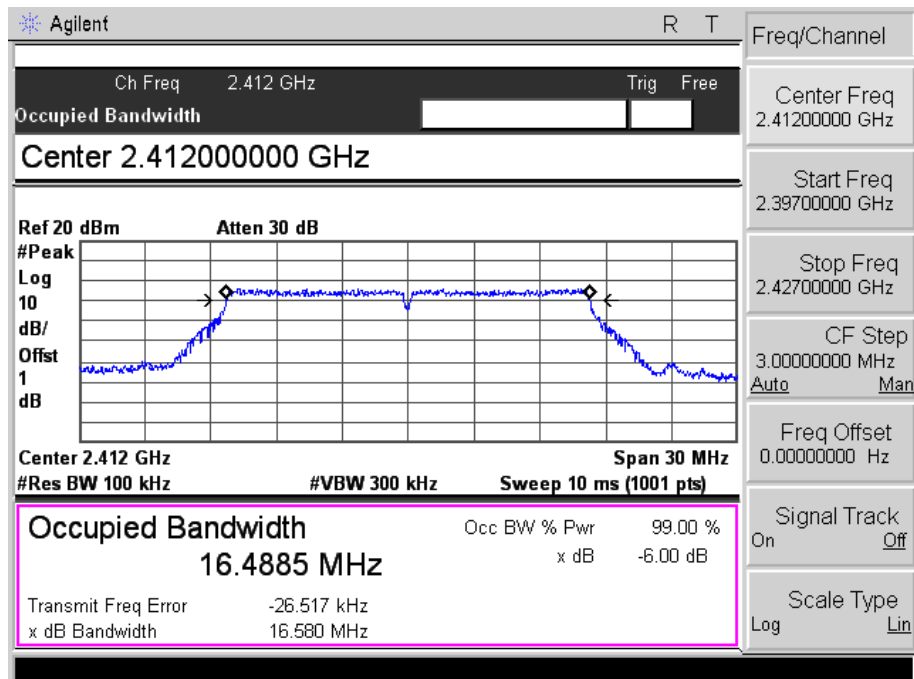 Agilent R T
Freq/Channel
Ch Freq 2.412 GHz Trig Free
Occupied Bandwidth
Center 2.412000000 GHz
Ref 20 dBm Atten 30 dB
#Peak
Log
10
dB/
Offst
1
dB
Center 2.412 GHz Span 30 MHz
#Res BW 100 kHz #VBW 300 kHz Sweep 10 ms (1001 pts)
Occupied Bandwidth
16.4885 MHz
Occ BW % Pwr 99.00 %
x dB -6.00 dB
Transmit Freq Error -26.517 kHz
x dB Bandwidth 16.580 MHz
Center Freq
2.41200000 GHz
Start Freq
2.39700000 GHz
Stop Freq
2.42700000 GHz
CF Step
3.00000000 MHz
Auto Man
Freq Offset
0.00000000 Hz
Signal Track
On Off
Scale Type
Log Lin